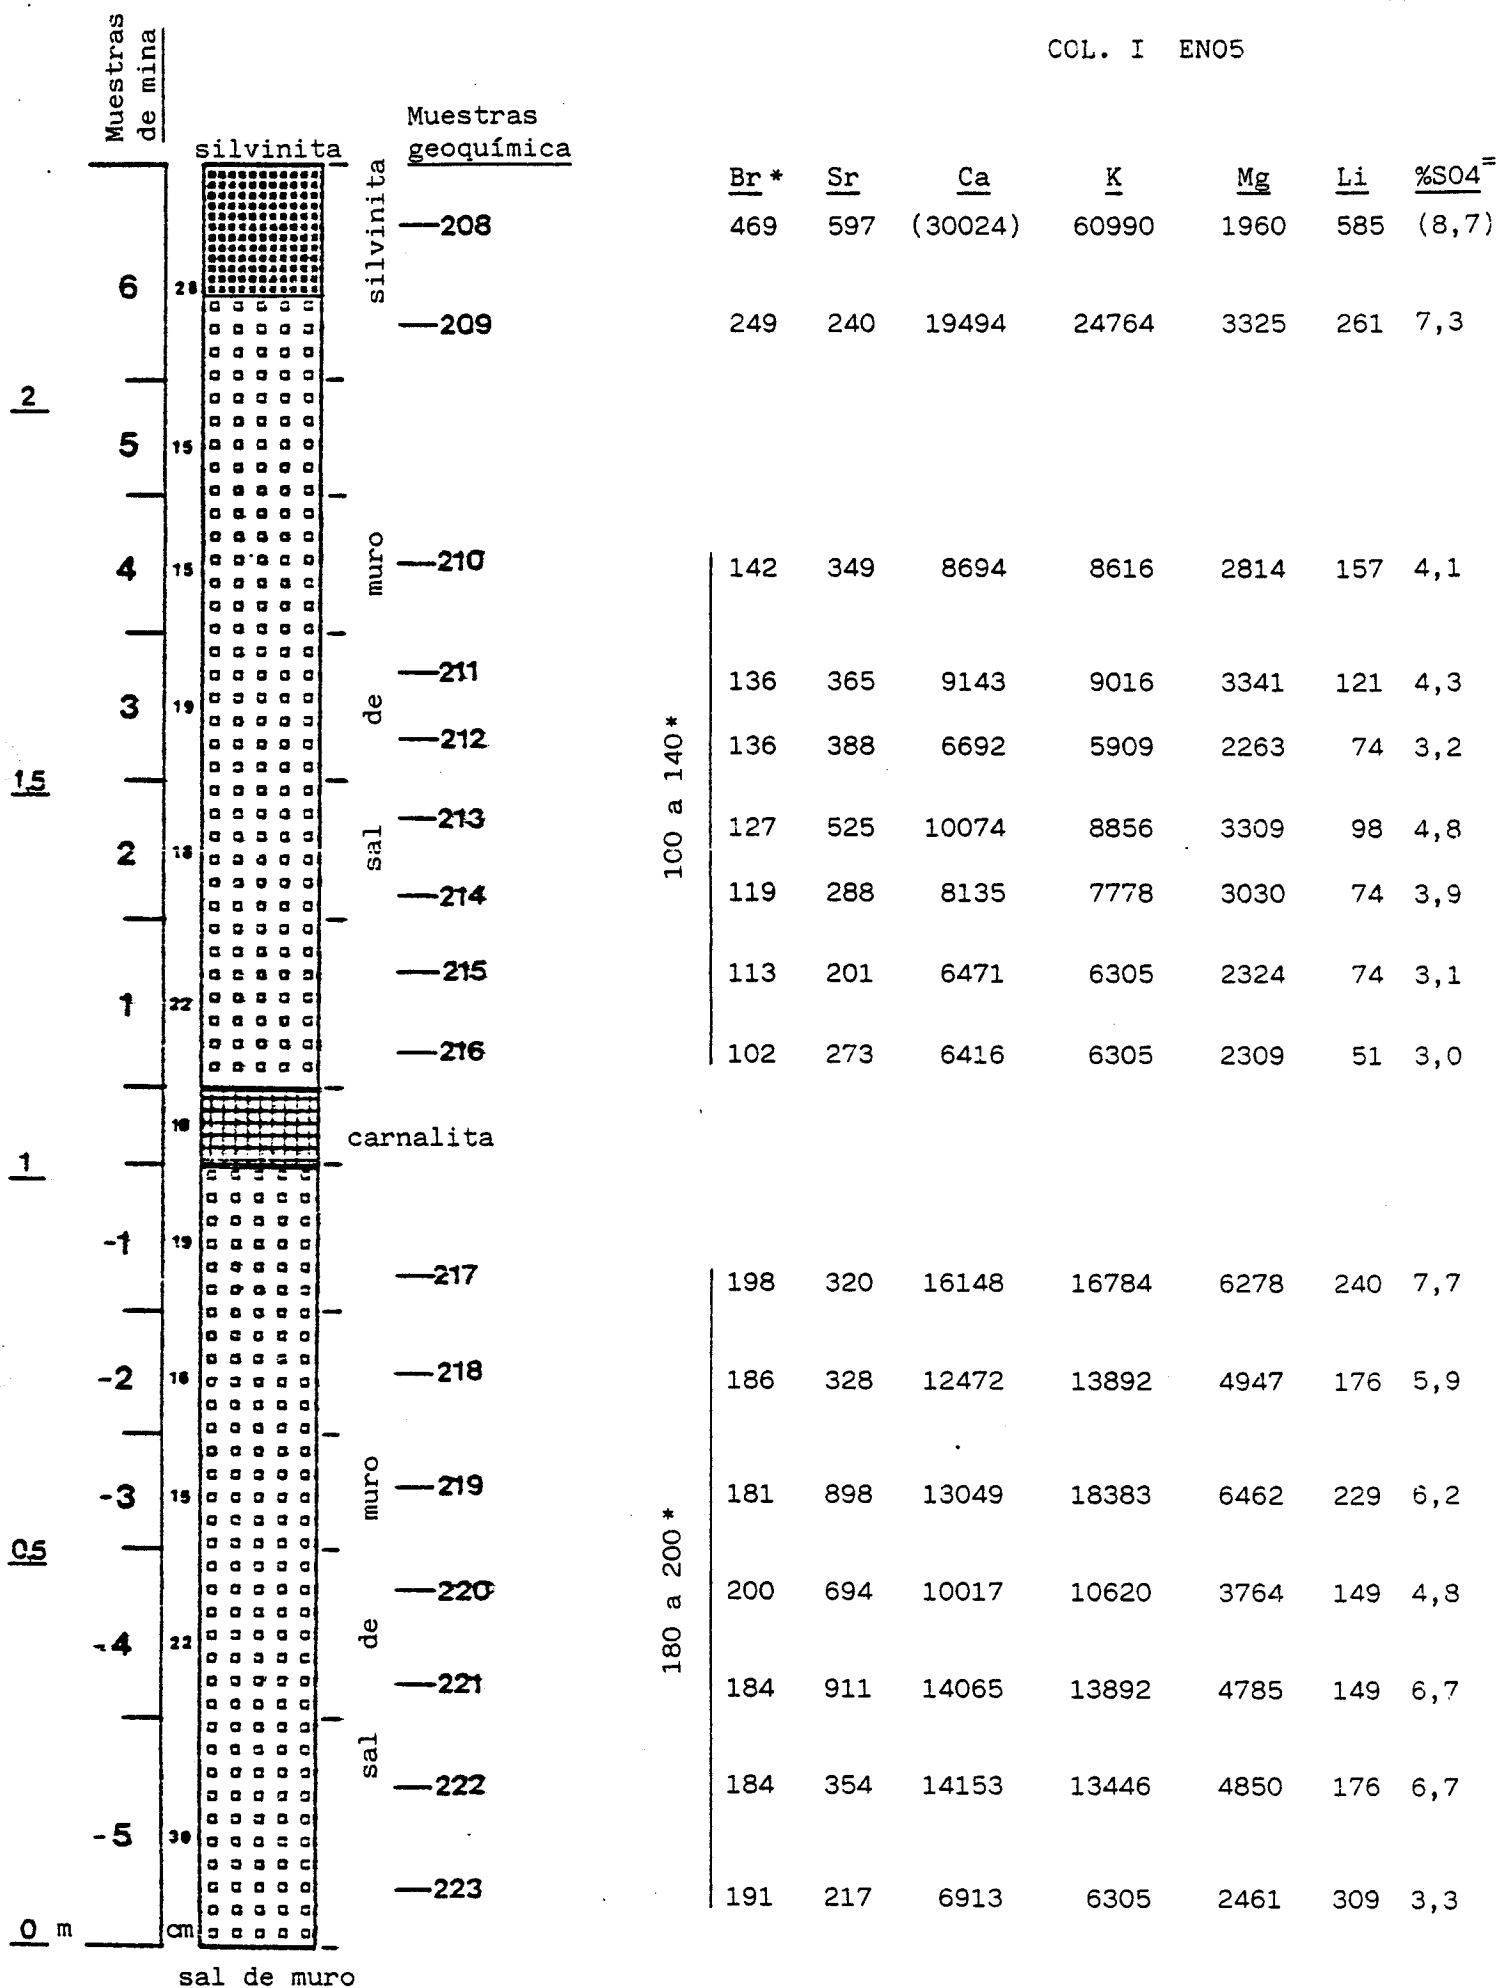 COL. I EN05
Muestras
de mina
silvinita
Muestras
geoquímica
Br* Sr Ca K Mg Li %SO4=
silvinita
208 469 597 (30024) 60990 1960 585 (8,7)
6 28
209 249 240 19494 24764 3325 261 7,3
2
5 15
sal de muro
4 15 210 142 349 8694 8616 2814 157 4,1
211 136 365 9143 9016 3341 121 4,3
3 19
100 a 140*
212 136 388 6692 5909 2263 74 3,2
1.5
213 127 525 10074 8856 3309 98 4,8
2 18
214 119 288 8135 7778 3030 74 3,9
215 113 201 6471 6305 2324 74 3,1
1 22
216 102 273 6416 6305 2309 51 3,0
carnalita
1
-1 19
217 198 320 16148 16784 6278 240 7,7
-2 16 218 186 328 12472 13892 4947 176 5,9
sal de muro
-3 15 219 181 898 13049 18383 6462 229 6,2
0.5
180 a 200*
220 200 694 10017 10620 3764 149 4,8
-4 22
221 184 911 14065 13892 4785 149 6,7
222 184 354 14153 13446 4850 176 6,7
-5 30
223 191 217 6913 6305 2461 309 3,3
0 m cm
sal de muro